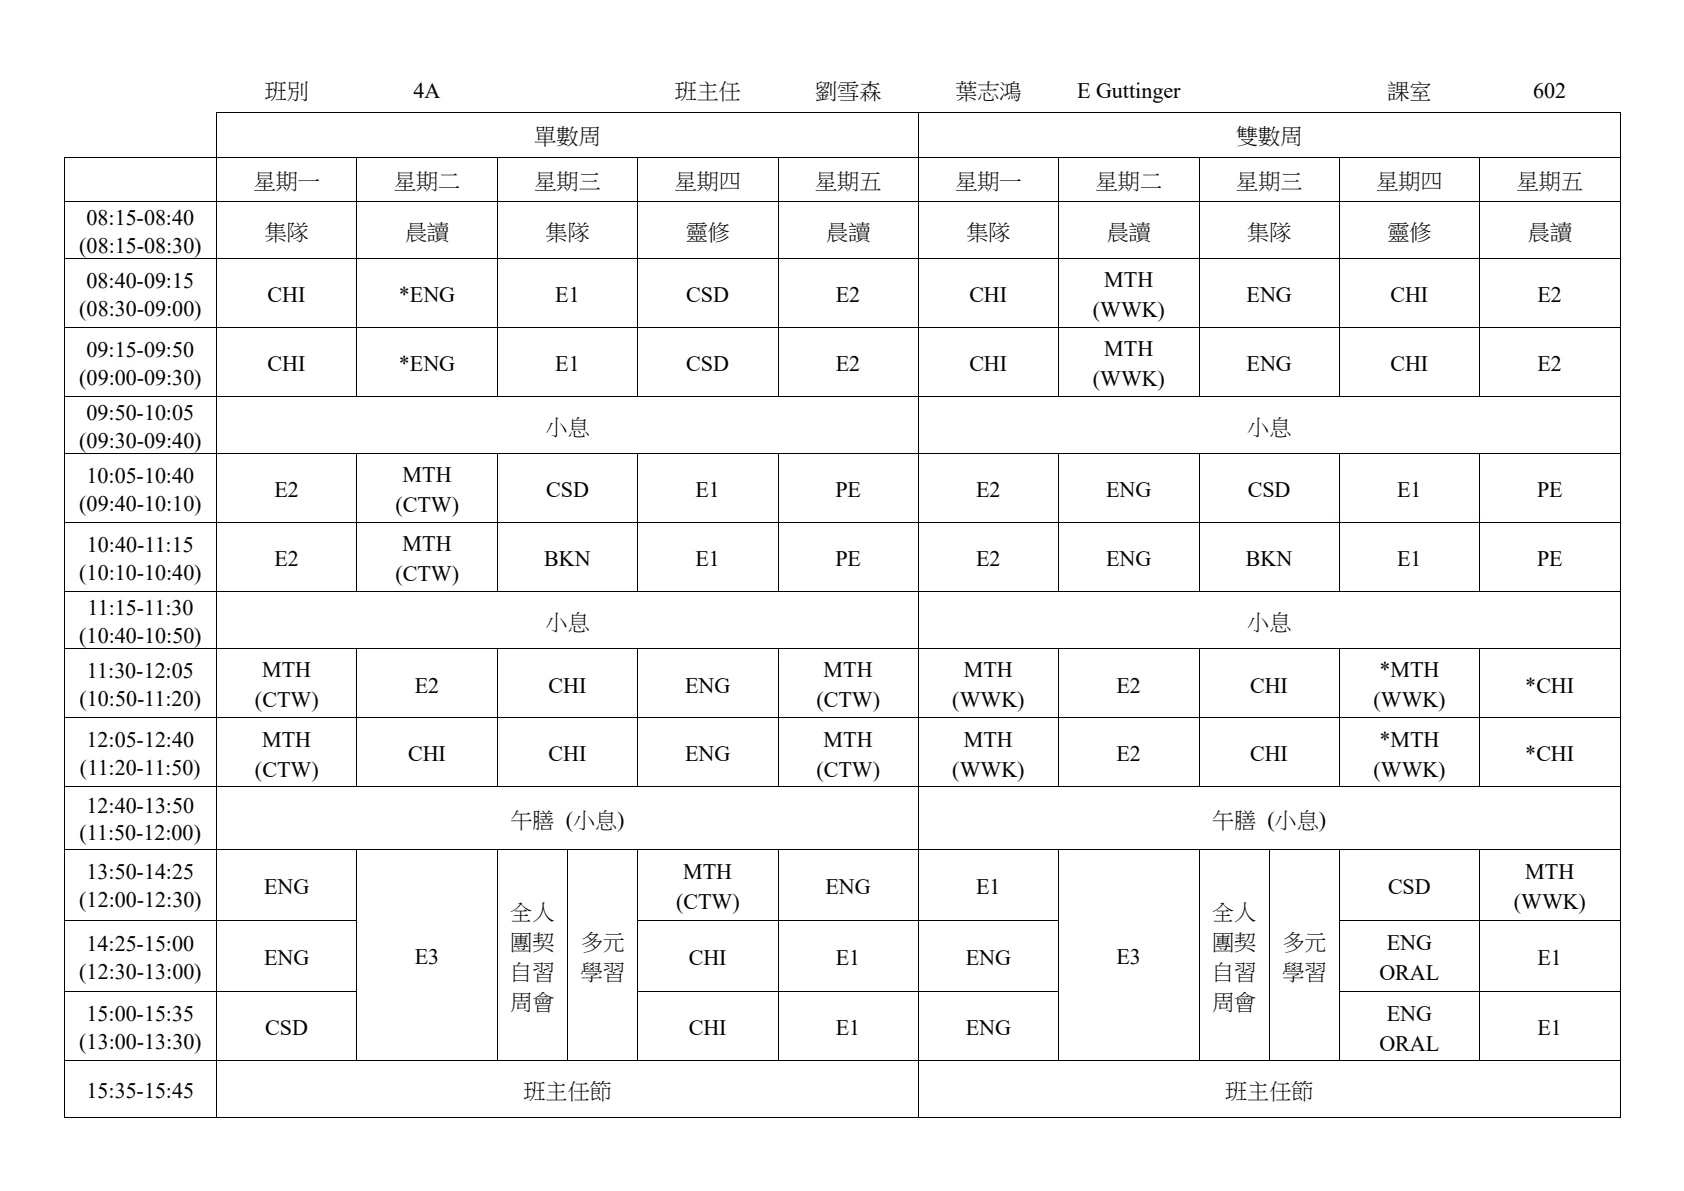 班別 4A 班主任 劉雪森 葉志鴻 E Guttinger 課室 602
單數周 雙數周
星期一 星期二 星期三 星期四 星期五 星期一 星期二 星期三 星期四 星期五
08:15-08:40
(08:15-08:30)
集隊 晨讀 集隊 靈修 晨讀 集隊 晨讀 集隊 靈修 晨讀
08:40-09:15
(08:30-09:00)
CHI *ENG E1 CSD E2 CHI MTH (WWK) ENG CHI E2
09:15-09:50
(09:00-09:30)
CHI *ENG E1 CSD E2 CHI MTH (WWK) ENG CHI E2
09:50-10:05
(09:30-09:40)
小息 小息
10:05-10:40
(09:40-10:10)
E2 MTH (CTW) CSD E1 PE E2 ENG CSD E1 PE
10:40-11:15
(10:10-10:40)
E2 MTH (CTW) BKN E1 PE E2 ENG BKN E1 PE
11:15-11:30
(10:40-10:50)
小息 小息
11:30-12:05
(10:50-11:20)
MTH (CTW) E2 CHI ENG MTH (CTW) MTH (WWK) E2 CHI *MTH (WWK) *CHI
12:05-12:40
(11:20-11:50)
MTH (CTW) CHI CHI ENG MTH (CTW) MTH (WWK) E2 CHI *MTH (WWK) *CHI
12:40-13:50
(11:50-12:00)
午膳 (小息) 午膳 (小息)
13:50-14:25
(12:00-12:30)
ENG E3 全人團契自習周會 多元學習 MTH (CTW) ENG E1 E3 全人團契自習周會 多元學習 CSD MTH (WWK)
14:25-15:00
(12:30-13:00)
ENG CHI E1 ENG ENG ORAL E1
15:00-15:35
(13:00-13:30)
CSD CHI E1 ENG ENG ORAL E1
15:35-15:45
班主任節 班主任節